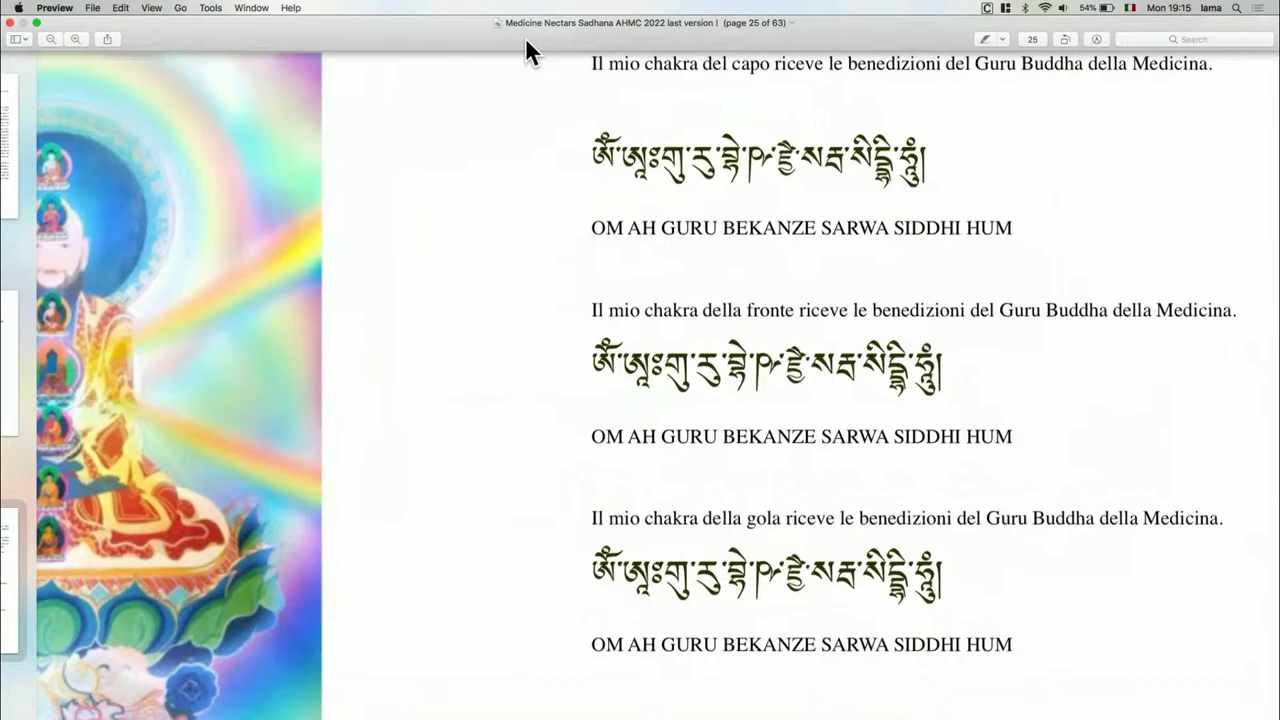 Preview File Edit View Go Tools Window Help 54% Mon 19:15 lama
Medicine Nectars Sadhana AHMC 2022 last version ! (page 25 of 63)
25 Search
Il mio chakra del capo riceve le benedizioni del Guru Buddha della Medicina.
ༀ་ཨཱཿགུ་རུ་བྷཻ་ཥ་ཛྱེ་སརྦ་སིདྡྷི་ཧཱུྃ།
OM AH GURU BEKANZE SARWA SIDDHI HUM
Il mio chakra della fronte riceve le benedizioni del Guru Buddha della Medicina.
ༀ་ཨཱཿགུ་རུ་བྷཻ་ཥ་ཛྱེ་སརྦ་སིདྡྷི་ཧཱུྃ།
OM AH GURU BEKANZE SARWA SIDDHI HUM
Il mio chakra della gola riceve le benedizioni del Guru Buddha della Medicina.
ༀ་ཨཱཿགུ་རུ་བྷཻ་ཥ་ཛྱེ་སརྦ་སིདྡྷི་ཧཱུྃ།
OM AH GURU BEKANZE SARWA SIDDHI HUM